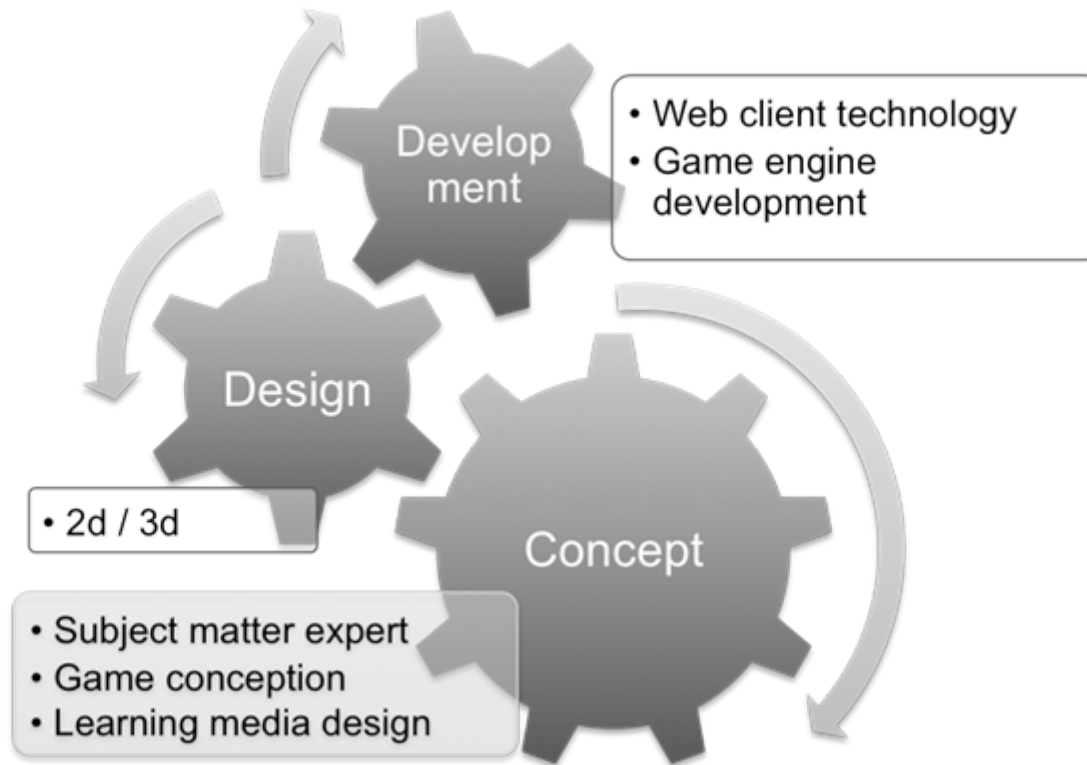 Develop
ment
• Web client technology
• Game engine
development
Design
• 2d / 3d
Concept
• Subject matter expert
• Game conception
• Learning media design